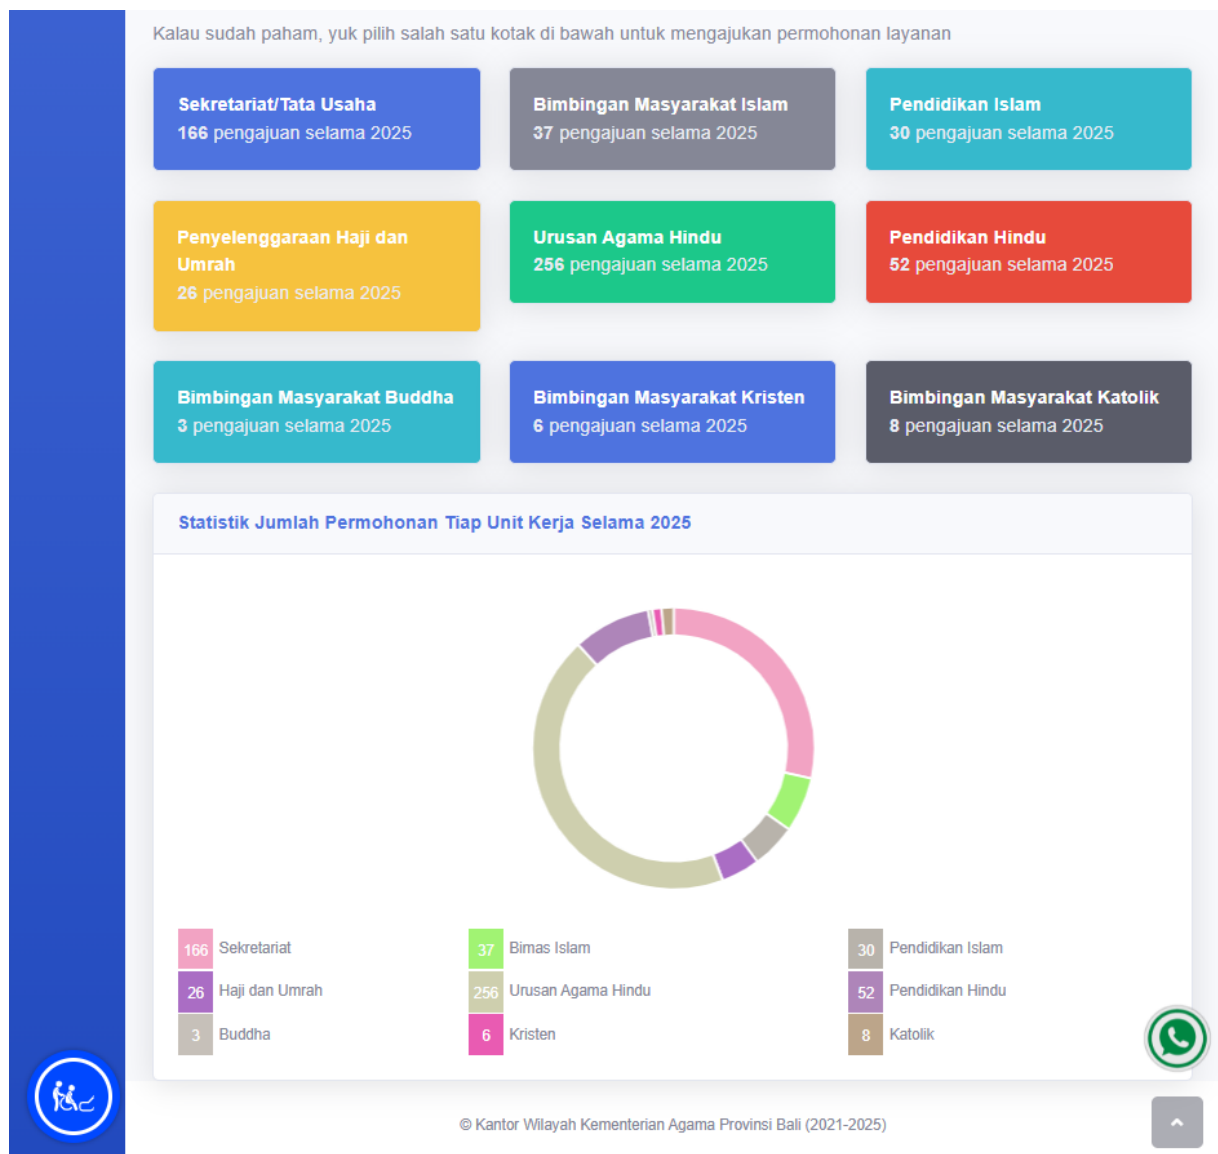 Kalau sudah paham, yuk pilih salah satu kotak di bawah untuk mengajukan permohonan layanan
Sekretariat/Tata Usaha
166 pengajuan selama 2025
Bimbingan Masyarakat Islam
37 pengajuan selama 2025
Pendidikan Islam
30 pengajuan selama 2025
Penyelenggaraan Haji dan
Umrah
26 pengajuan selama 2025
Urusan Agama Hindu
256 pengajuan selama 2025
Pendidikan Hindu
52 pengajuan selama 2025
Bimbingan Masyarakat Buddha
3 pengajuan selama 2025
Bimbingan Masyarakat Kristen
6 pengajuan selama 2025
Bimbingan Masyarakat Katolik
8 pengajuan selama 2025
Statistik Jumlah Permohonan Tiap Unit Kerja Selama 2025
166 Sekretariat
37 Bimas Islam
30 Pendidikan Islam
26 Haji dan Umrah
256 Urusan Agama Hindu
52 Pendidikan Hindu
3 Buddha
6 Kristen
8 Katolik
© Kantor Wilayah Kementerian Agama Provinsi Bali (2021-2025)